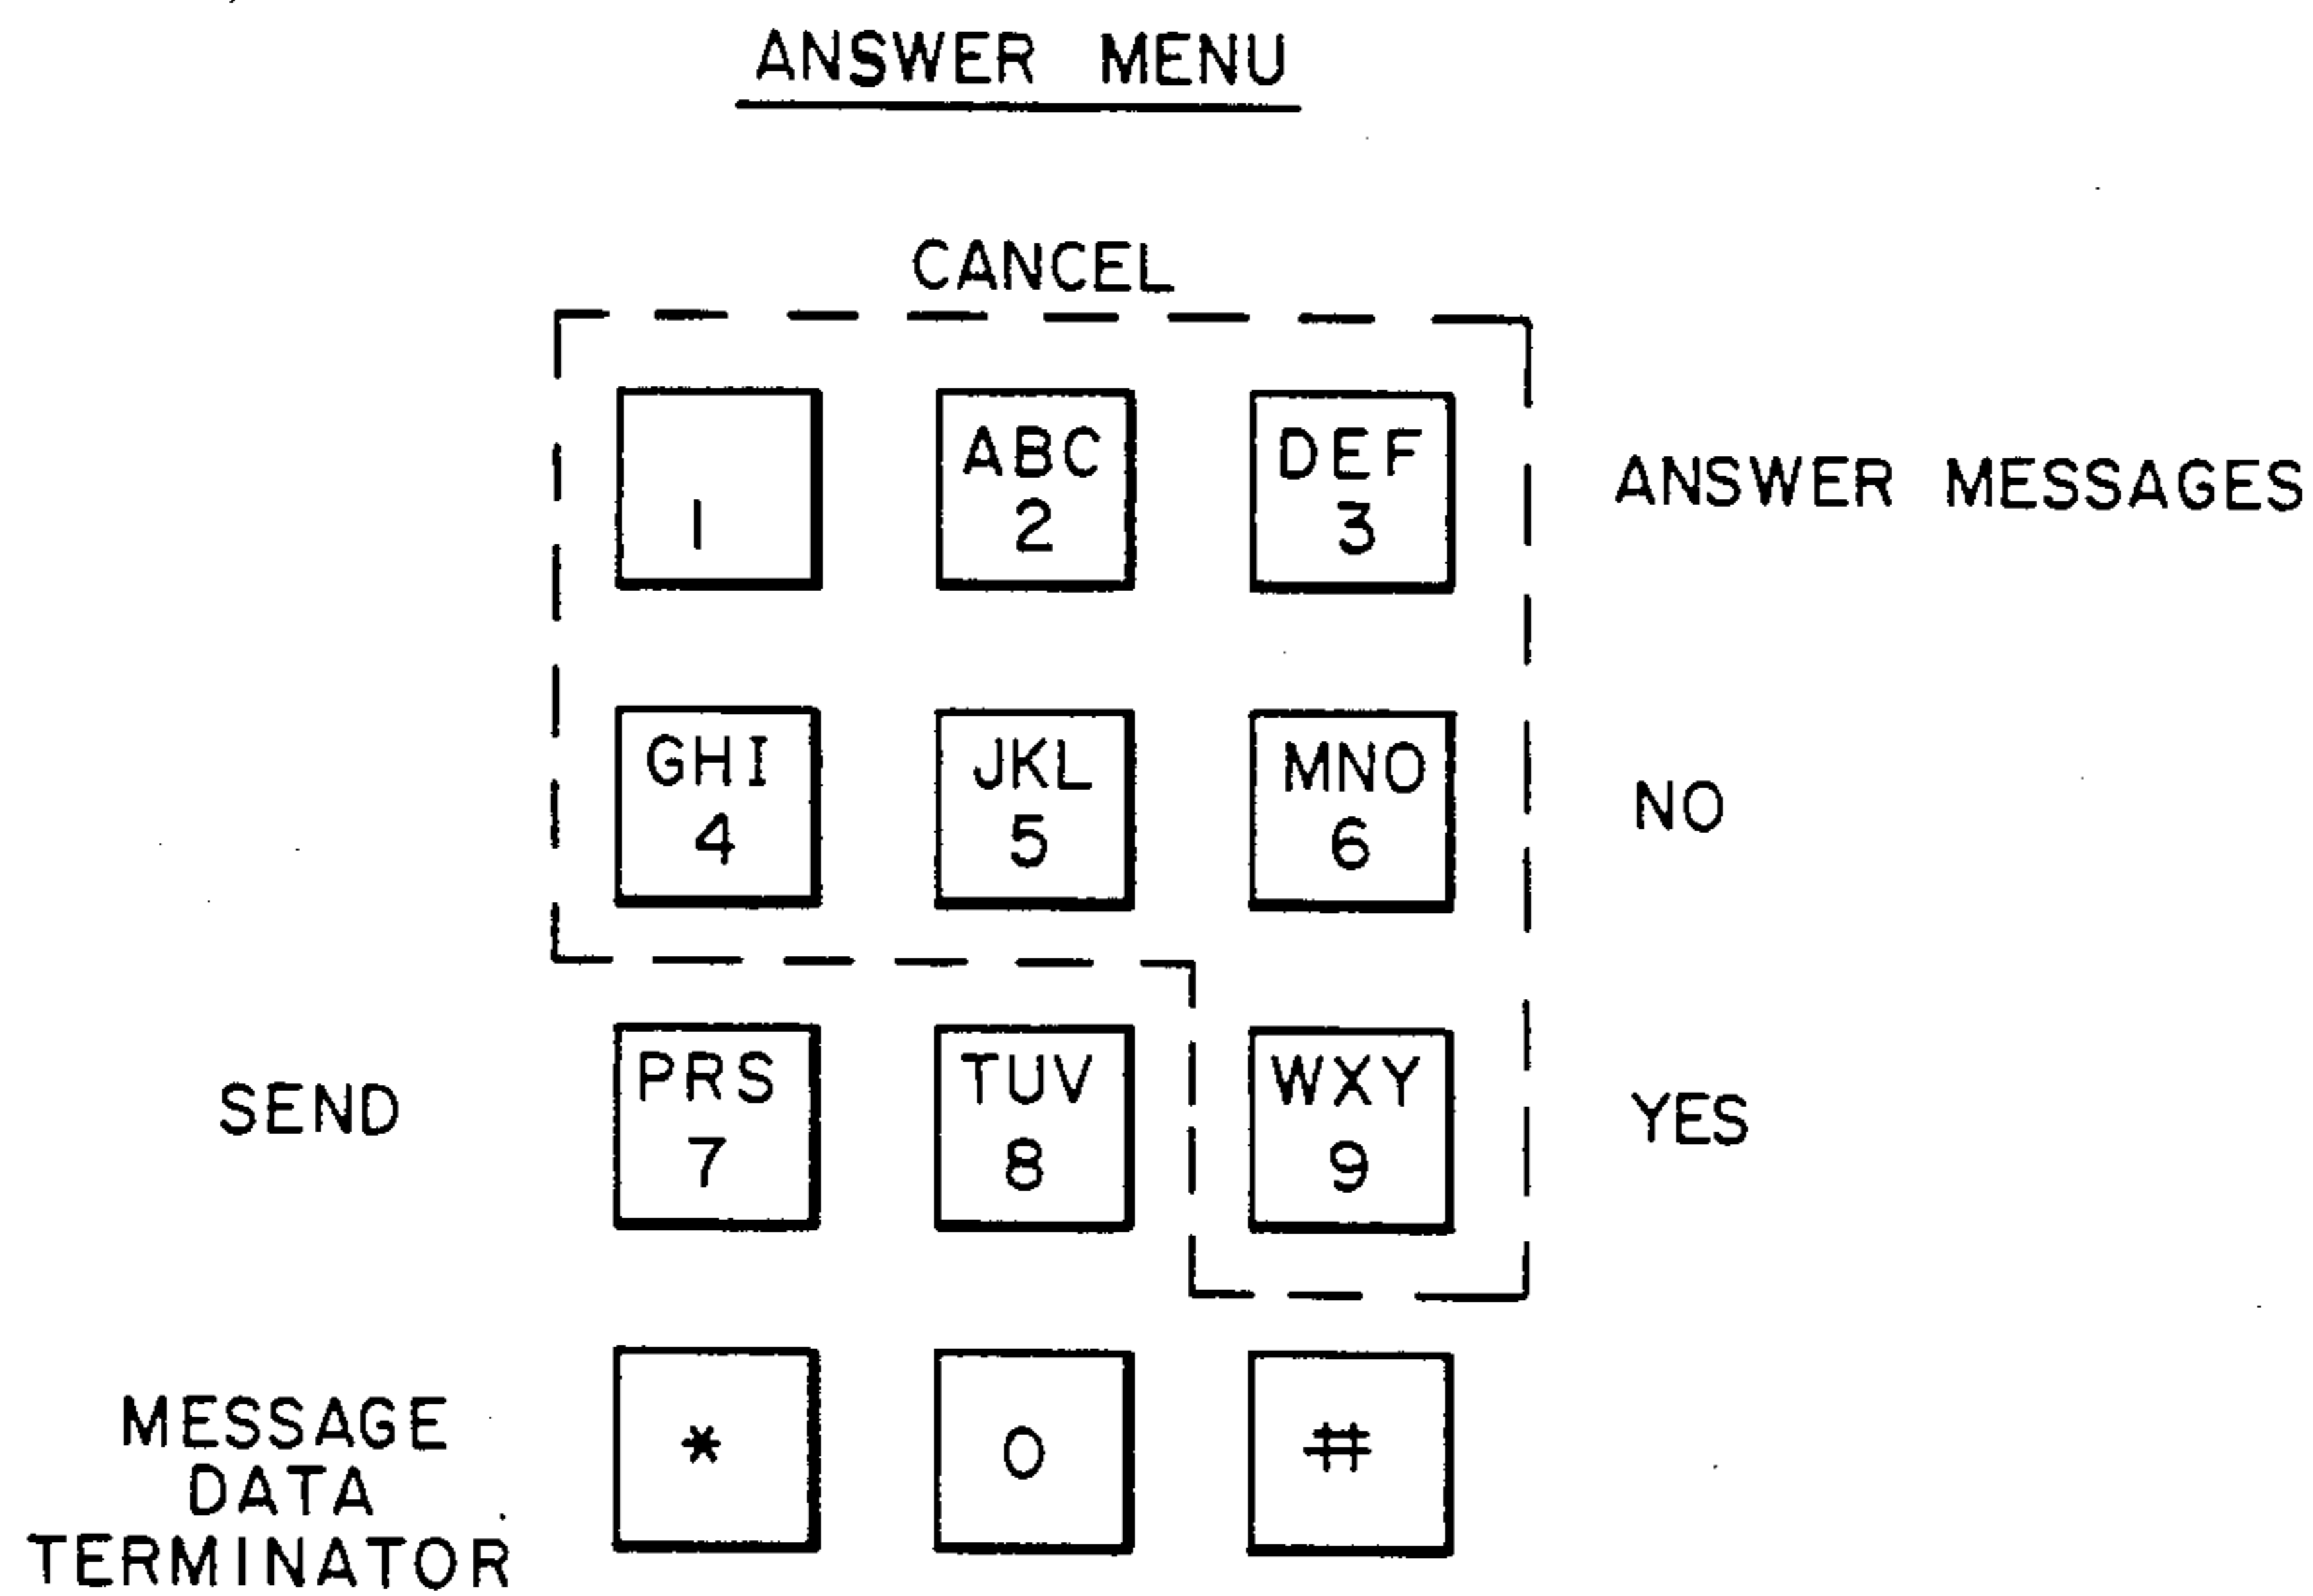 ANSWER MENU
CANCEL
ABC DEF ANSWER MESSAGES
1 2 3
GHI JKL MNO NO
4 5 6
SEND PRS TUV WXY YES
7 8 9
MESSAGE * 0 #
DATA
TERMINATOR